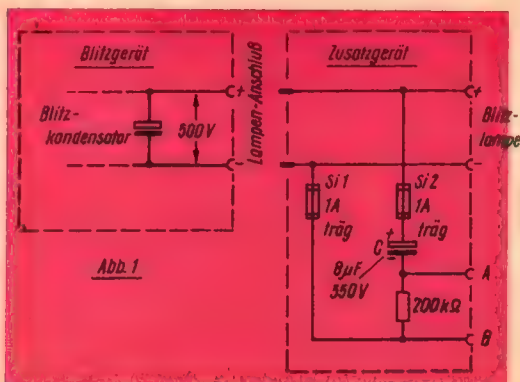 Blitzgerät
Blitz-
kondensator
500V
+
-
Lampen-Anschluß
Abb. 1
Zusatzgerät
+
-
Blitz-
lampe
Si 1
1A
träg
Si 2
1A
träg
+
C
8µF
550V
200kΩ
A
B